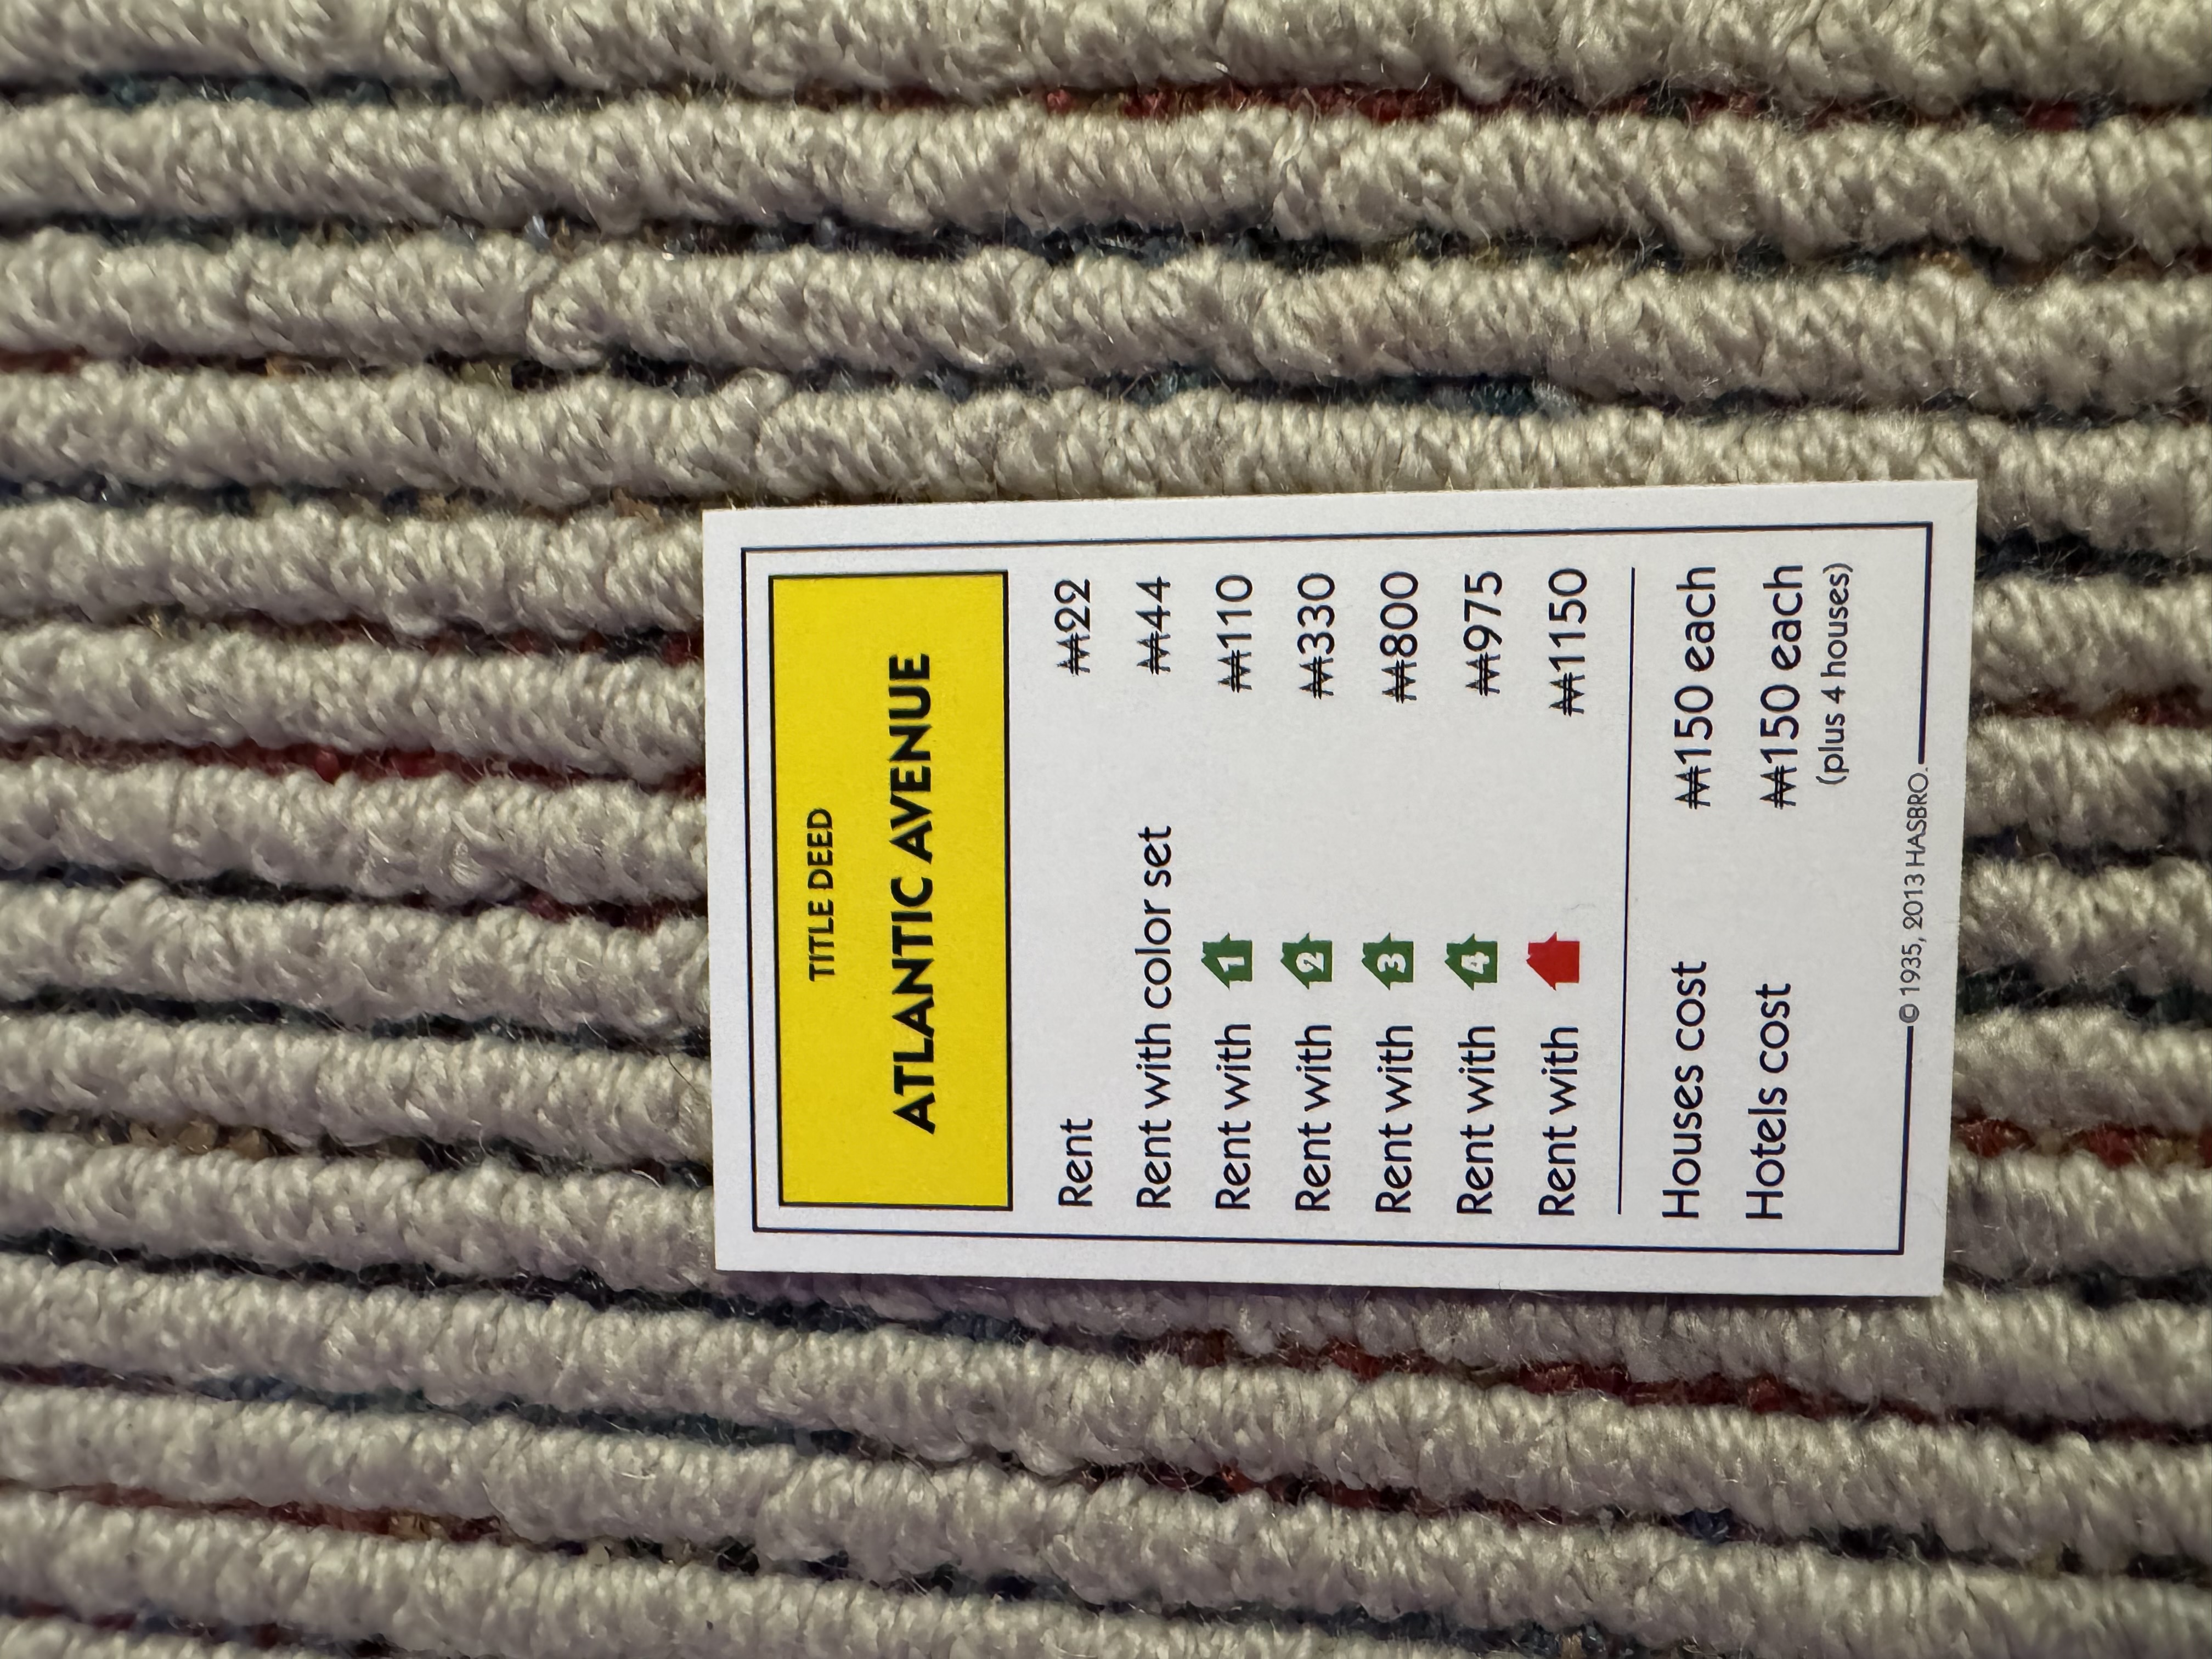 TITLE DEED
ATLANTIC AVENUE
Rent ₩22
Rent with color set ₩44
Rent with 1 ₩110
Rent with 2 ₩330
Rent with 3 ₩800
Rent with 4 ₩975
Rent with ₩1150
Houses cost ₩150 each
Hotels cost ₩150 each
(plus 4 houses)
© 1935, 2013 HASBRO.